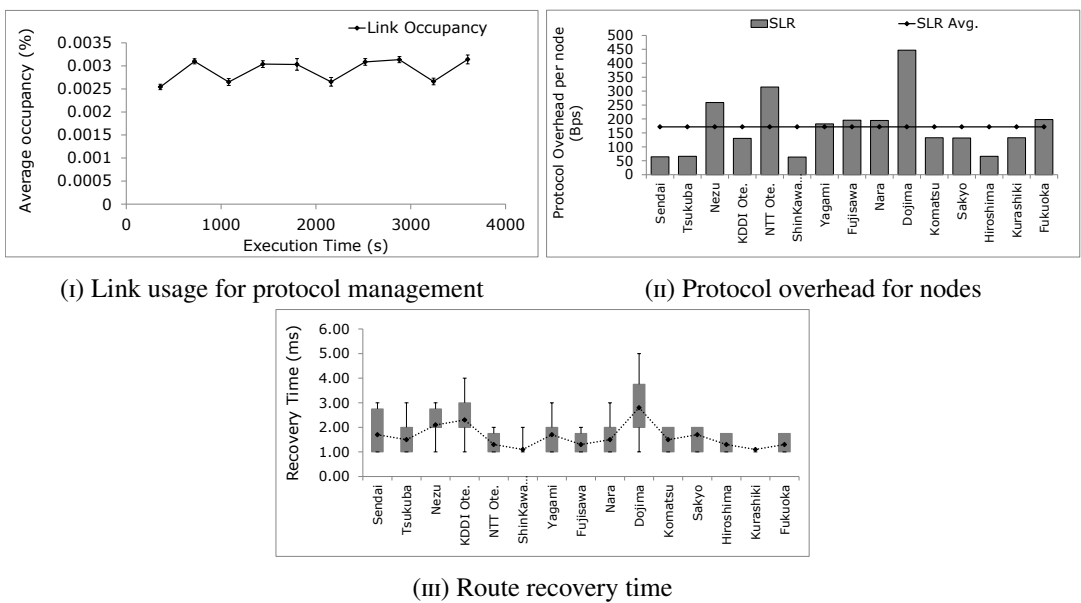 Link Occupancy
Average occupancy (%)
0.0035
0.003
0.0025
0.002
0.0015
0.001
0.0005
0
0 1000 2000 3000 4000
Execution Time (s)
(I) Link usage for protocol management
SLR SLR Avg.
Protocol Overhead per node
(Bps)
500
450
400
350
300
250
200
150
100
50
0
Sendai
Tsukuba
Nezu
KDDI Ote.
NTT Ote.
ShinKawa...
Yagami
Fujisawa
Nara
Dojima
Komatsu
Sakyo
Hiroshima
Kurashiki
Fukuoka
(II) Protocol overhead for nodes
Recovery Time (ms)
6.00
5.00
4.00
3.00
2.00
1.00
0.00
Sendai
Tsukuba
Nezu
KDDI Ote.
NTT Ote.
ShinKawa...
Yagami
Fujisawa
Nara
Dojima
Komatsu
Sakyo
Hiroshima
Kurashiki
Fukuoka
(III) Route recovery time